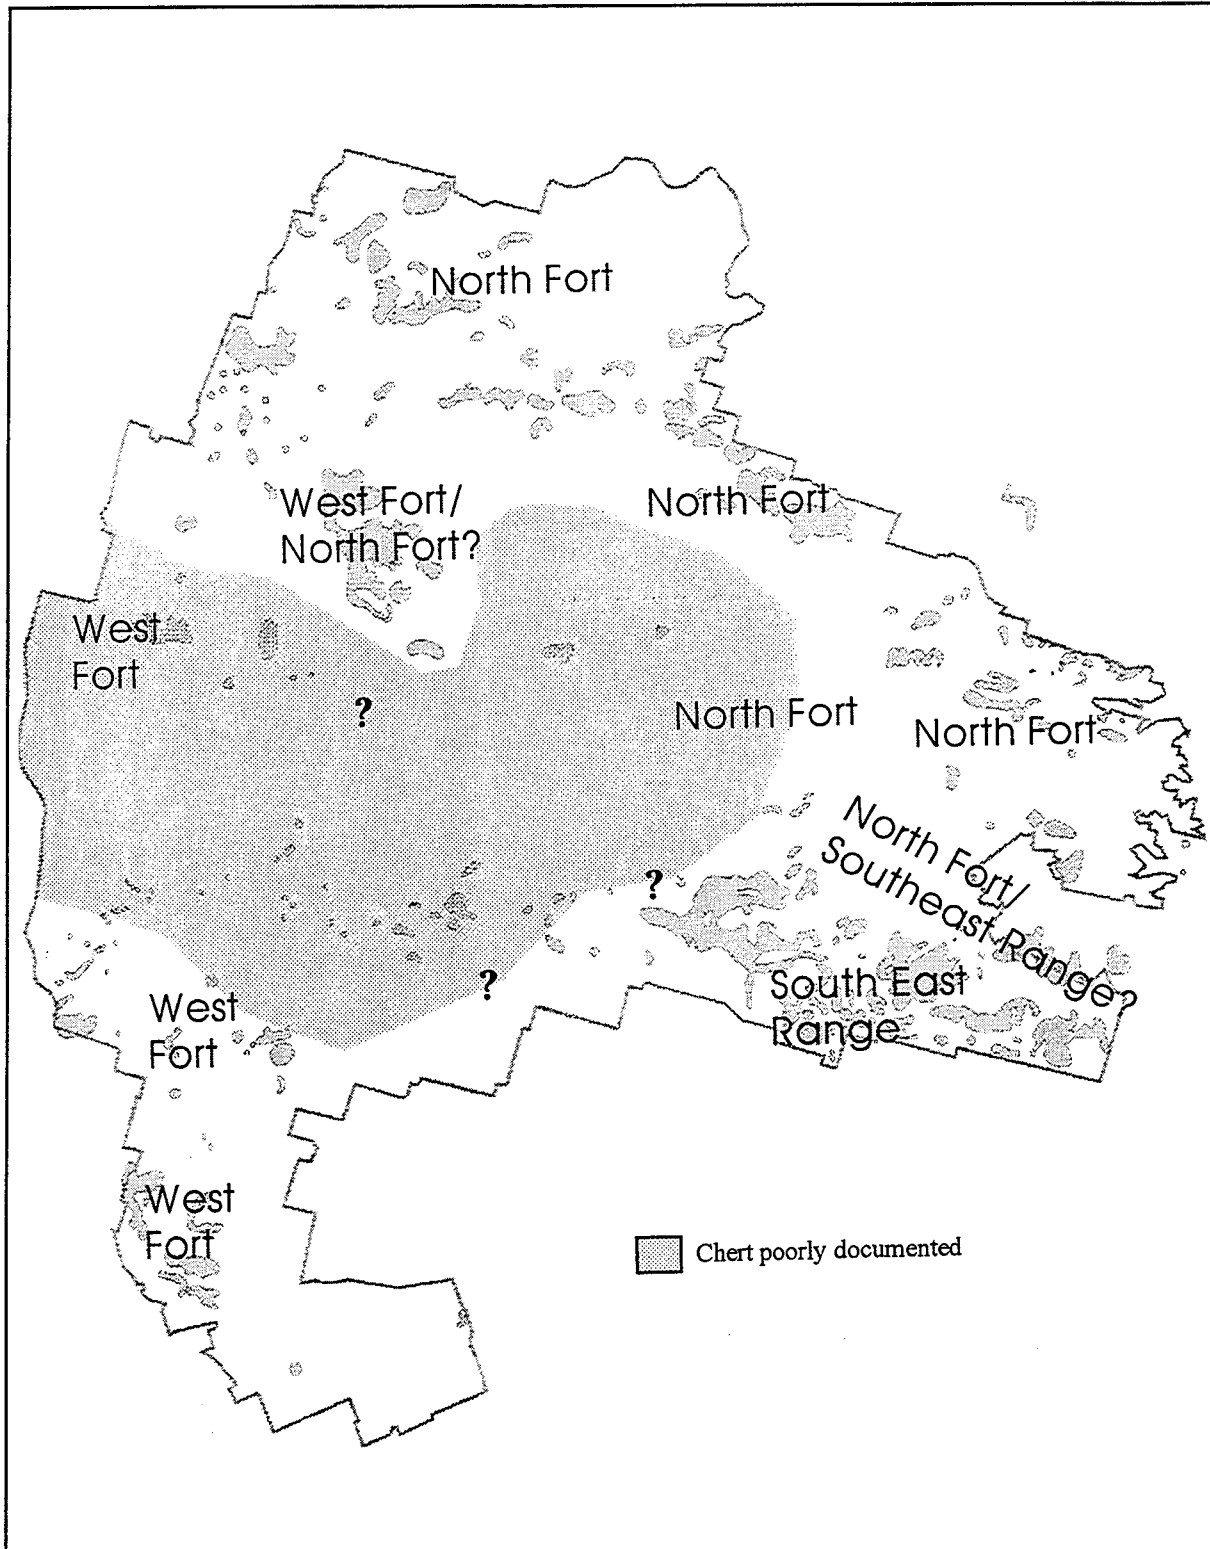 North Fort
West Fort/
North Fort?
North Fort
West
Fort
?
North Fort
North Fort
North Fort/
Southeast Range?
?
?
South East
Range
West
Fort
West
Fort
Chert poorly documented